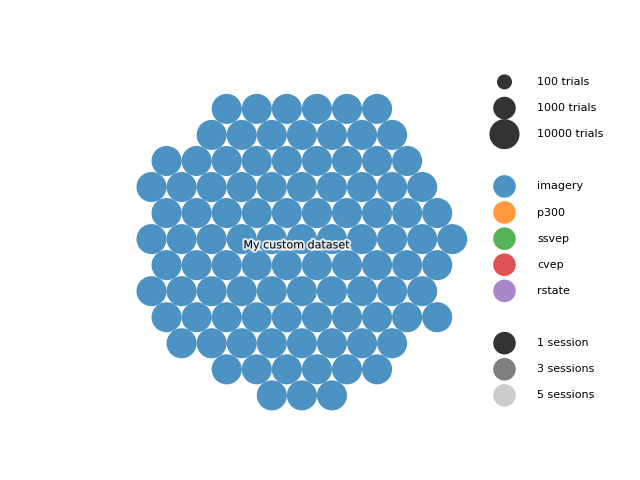 100 trials
1000 trials
10000 trials
imagery
p300
ssvep
My custom dataset
cvep
rstate
1 session
3 sessions
5 sessions